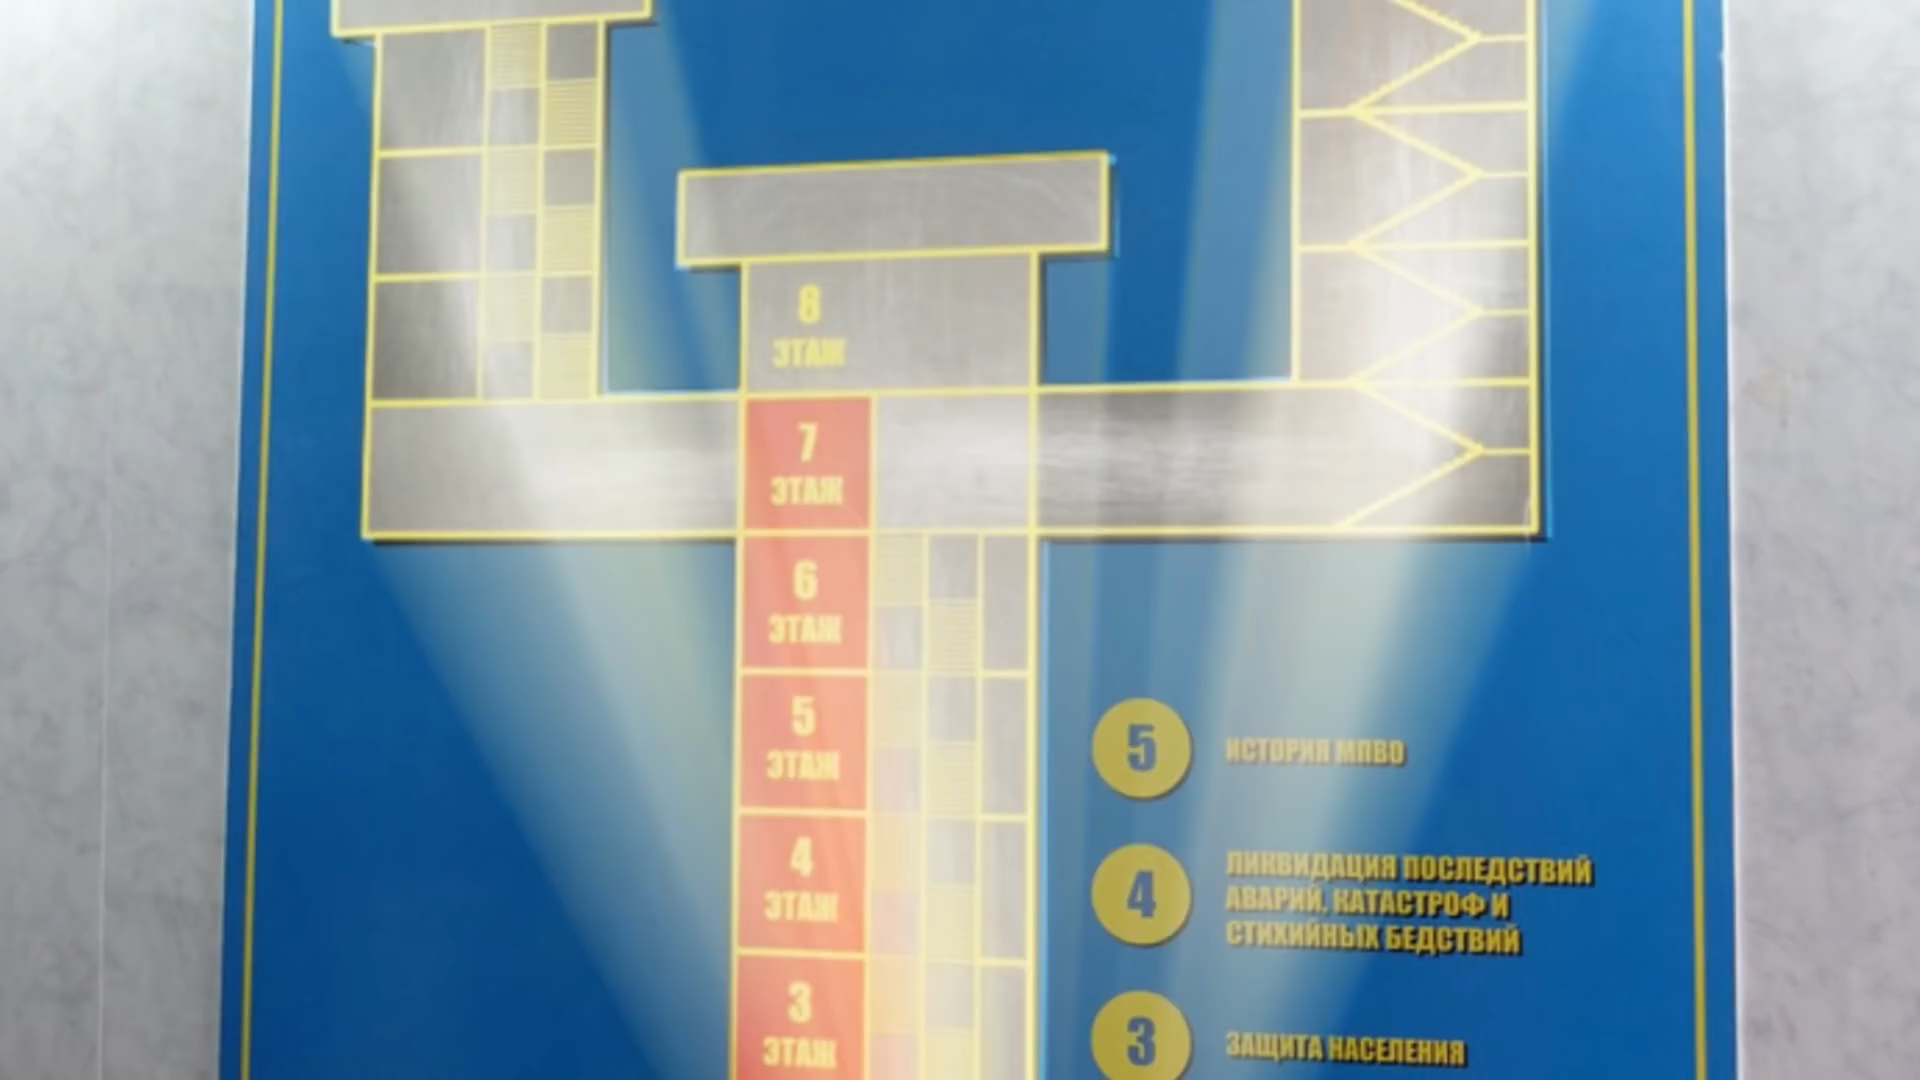 8
ЭТАЖ
7
ЭТАЖ
6
ЭТАЖ
5
ЭТАЖ
4
ЭТАЖ
3
ЭТАЖ
5
ИСТОРИЯ МПВО
4
ЛИКВИДАЦИЯ ПОСЛЕДСТВИЙ
АВАРИЙ, КАТАСТРОФ И
СТИХИЙНЫХ БЕДСТВИЙ
3
ЗАЩИТА НАСЕЛЕНИЯ